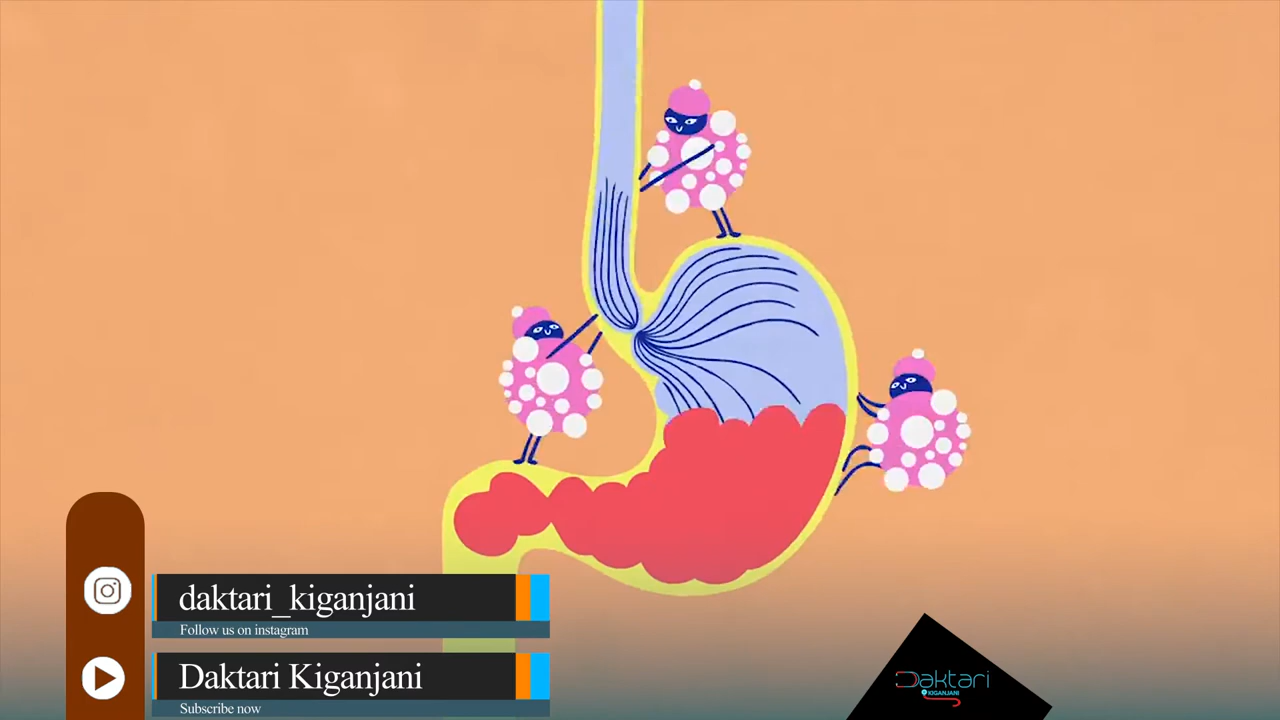 daktari_kiganjani
Follow us on instagram
Daktari Kiganjani
Subscribe now
Daktari
KIGANJANI